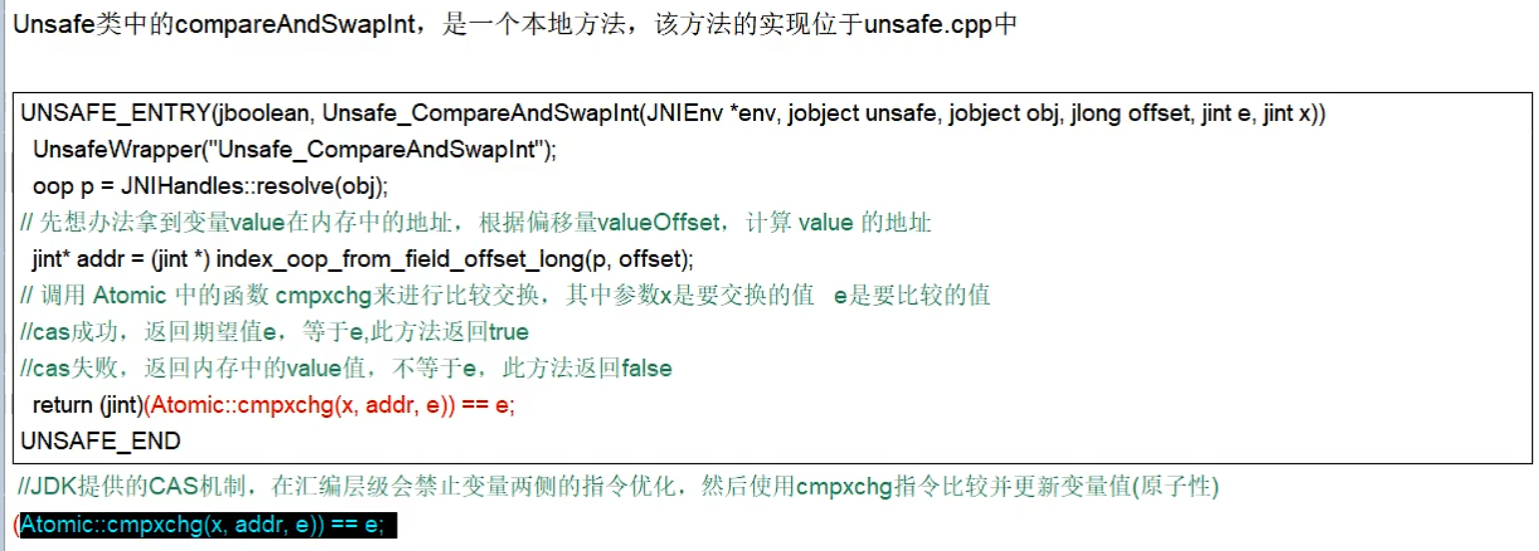 Unsafe类中的compareAndSwapInt，是一个本地方法，该方法的实现位于unsafe.cpp中
UNSAFE_ENTRY(jboolean, Unsafe_CompareAndSwapInt(JNIEnv *env, jobject unsafe, jobject obj, jlong offset, jint e, jint x))
UnsafeWrapper("Unsafe_CompareAndSwapInt");
oop p = JNIHandles::resolve(obj);
// 先想办法拿到变量value在内存中的地址，根据偏移量valueOffset，计算 value 的地址
jint* addr = (jint *) index_oop_from_field_offset_long(p, offset);
// 调用 Atomic 中的函数 cmpxchg来进行比较交换，其中参数x是要交换的值 e是要比较的值
//cas成功，返回期望值e，等于e,此方法返回true
//cas失败，返回内存中的value值，不等于e，此方法返回false
return (jint)(Atomic::cmpxchg(x, addr, e)) == e;
UNSAFE_END
//JDK提供的CAS机制，在汇编层级会禁止变量两侧的指令优化，然后使用cmpxchg指令比较并更新变量值(原子性)
(Atomic::cmpxchg(x, addr, e)) == e;